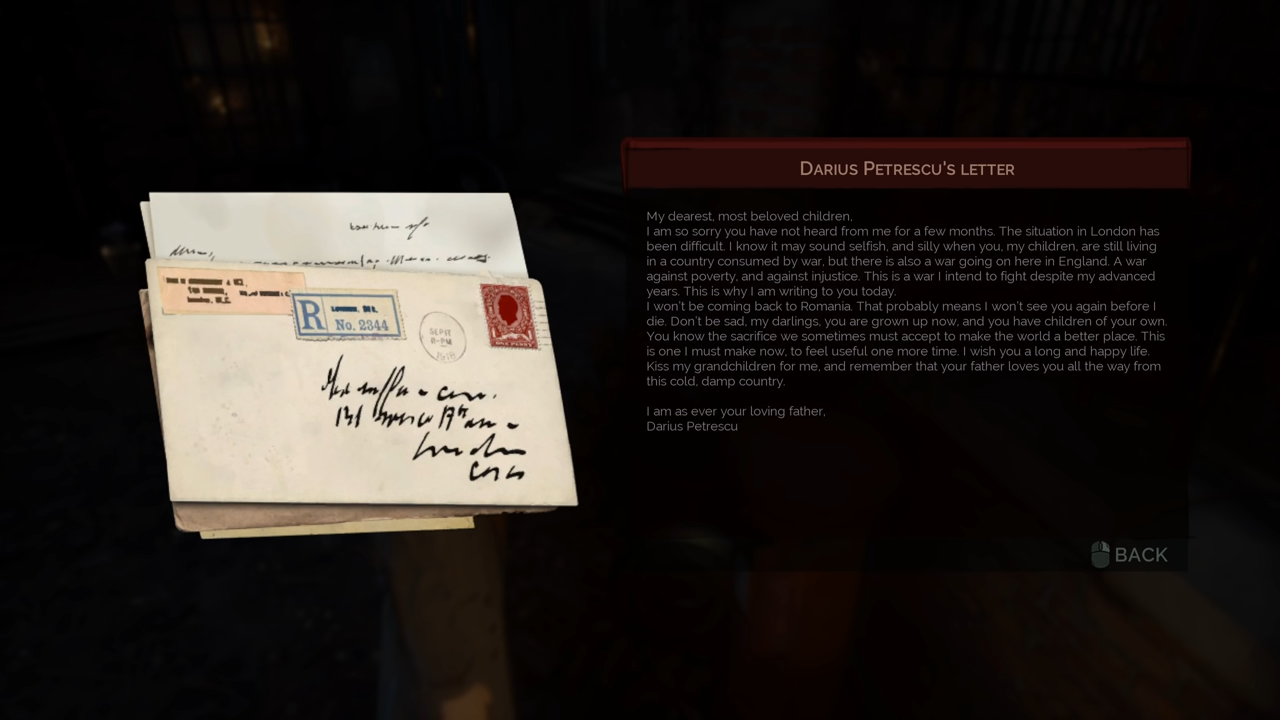 DARIUS PETRESCU'S LETTER
My dearest, most beloved children,
I am so sorry you have not heard from me for a few months. The situation in London has
been difficult. I know it may sound selfish, and silly when you, my children, are still living
in a country consumed by war, but there is also a war going on here in England. A war
against poverty, and against injustice. This is a war I intend to fight despite my advanced
years. This is why I am writing to you today.
I won't be coming back to Romania. That probably means I won't see you again before I
die. Don't be sad, my darlings, you are grown up now, and you have children of your own.
You know the sacrifice we sometimes must accept to make the world a better place. This
is one I must make now, to feel useful one more time. I wish you a long and happy life.
Kiss my grandchildren for me, and remember that your father loves you all the way from
this cold, damp country.
I am as ever your loving father,
Darius Petrescu
BACK
R
No. 2344
SEP 12
8-PM
ONE PENNY
London